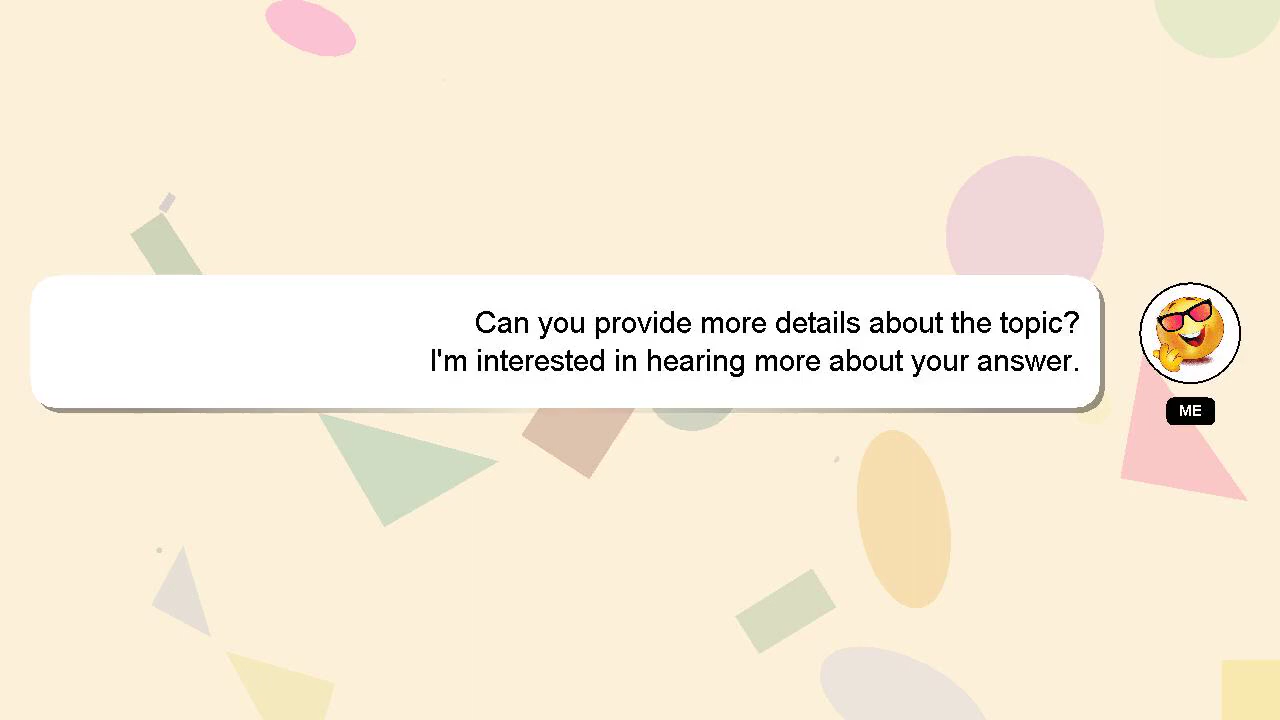 Can you provide more details about the topic?
I'm interested in hearing more about your answer.
ME